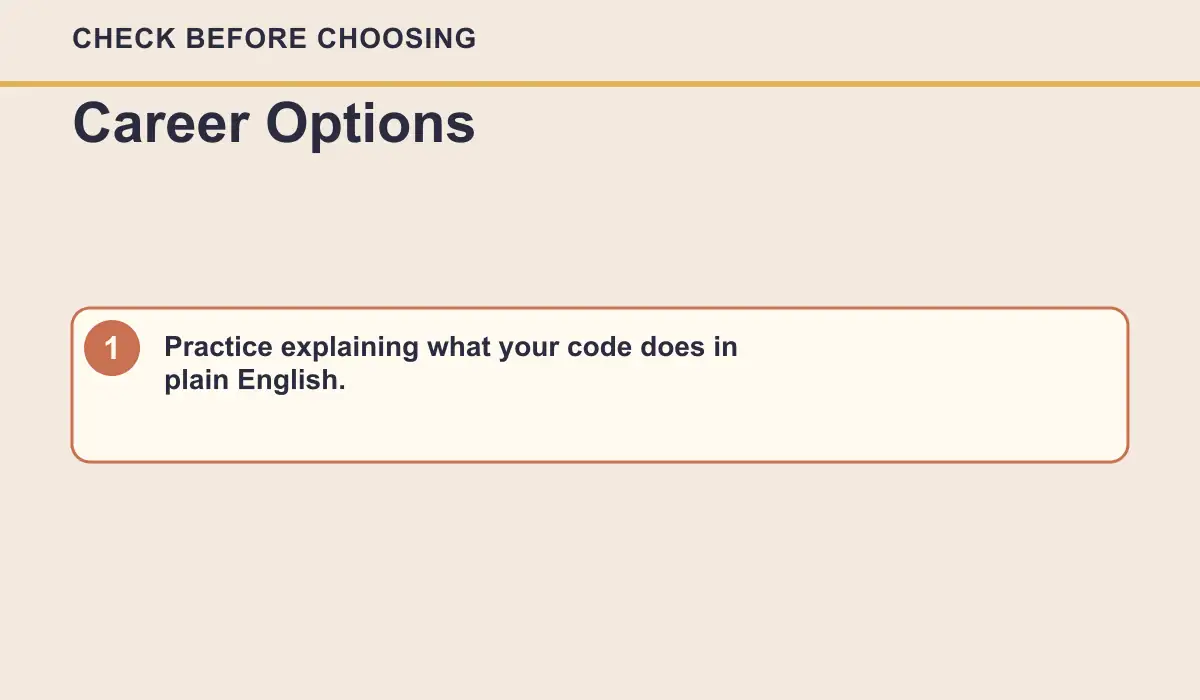 CHECK BEFORE CHOOSING
Career Options
1
Practice explaining what your code does in
plain English.